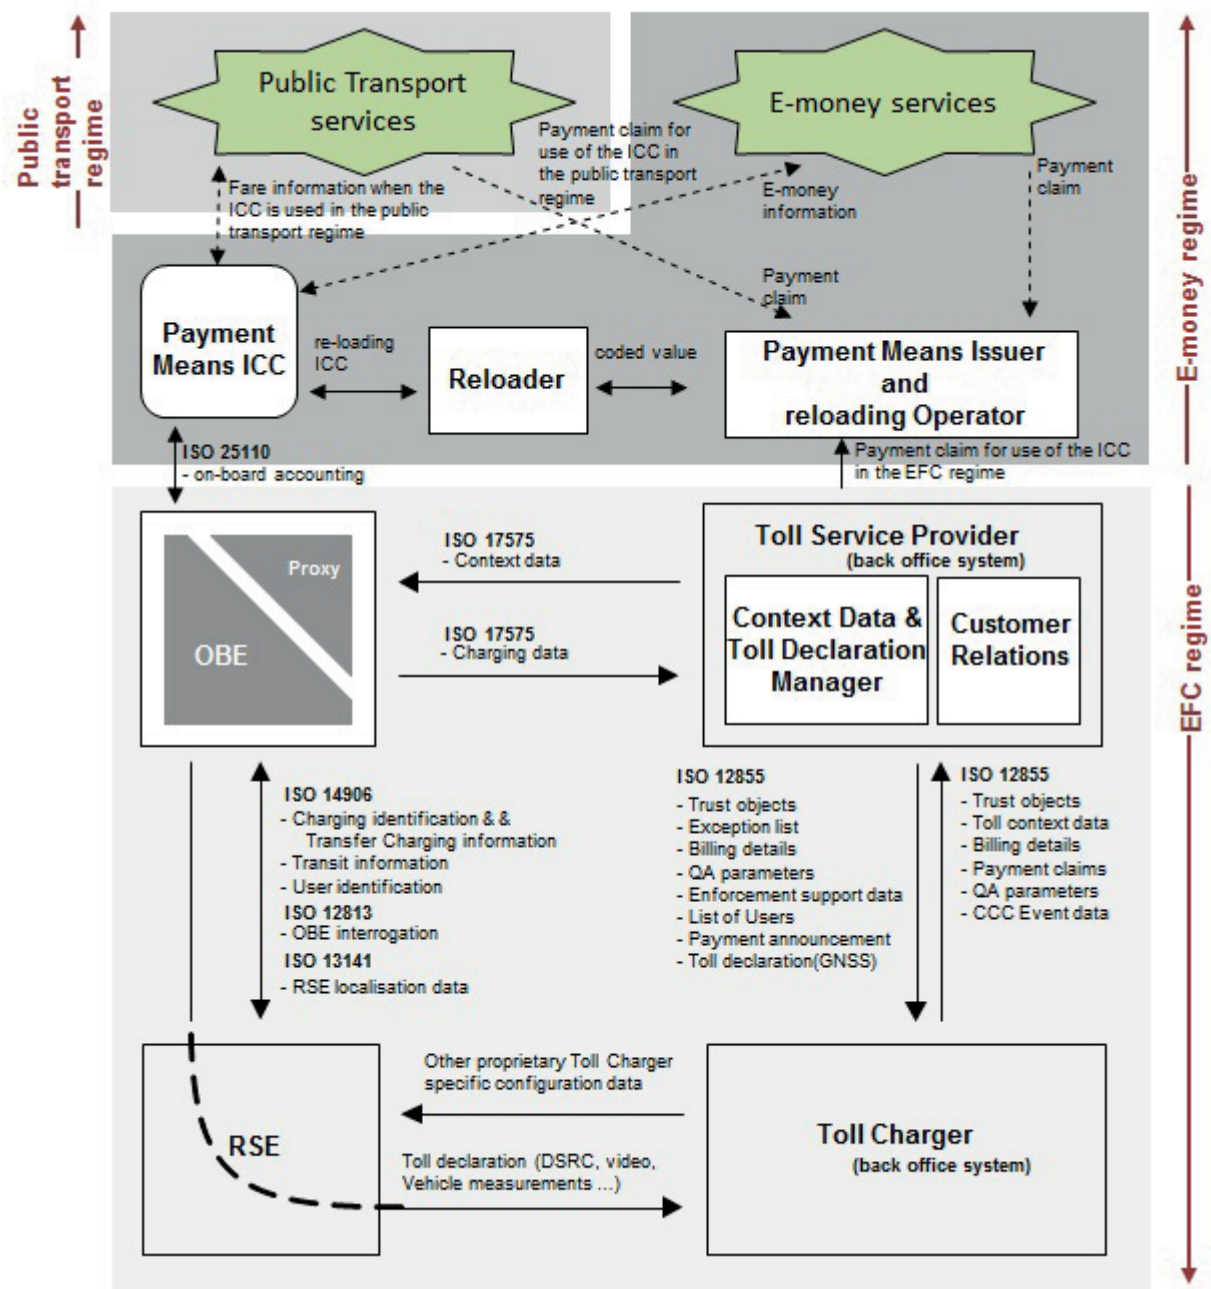 Public
transport
regime
Public Transport
services
E-money services
E-money regime
Payment claim for
use of the ICC in
the public transport
regime
Payment
claim
Fare information when the
ICC is used in the public
transport regime
E-money
information
Payment
claim
Payment
Means ICC
re-loading
ICC
Reloader
coded value
Payment Means Issuer
and
reloading Operator
ISO 25110
- on-board accounting
Payment claim for use of the ICC
in the EFC regime
EFC regime
Proxy
OBE
ISO 17575
- Context data
ISO 17575
- Charging data
Toll Service Provider
(back office system)
Context Data &
Toll Declaration
Manager
Customer
Relations
ISO 14906
- Charging identification & &
Transfer Charging information
- Transit information
- User identification
ISO 12813
- OBE interrogation
ISO 13141
- RSE localisation data
ISO 12855
- Trust objects
- Exception list
- Billing details
- QA parameters
- Enforcement support data
- List of Users
- Payment announcement
- Toll declaration(GNSS)
ISO 12855
- Trust objects
- Toll context data
- Billing details
- Payment claims
- QA parameters
- CCC Event data
RSE
Other proprietary Toll Charger
specific configuration data
Toll declaration (DSRC, video,
Vehicle measurements ...)
Toll Charger
(back office system)